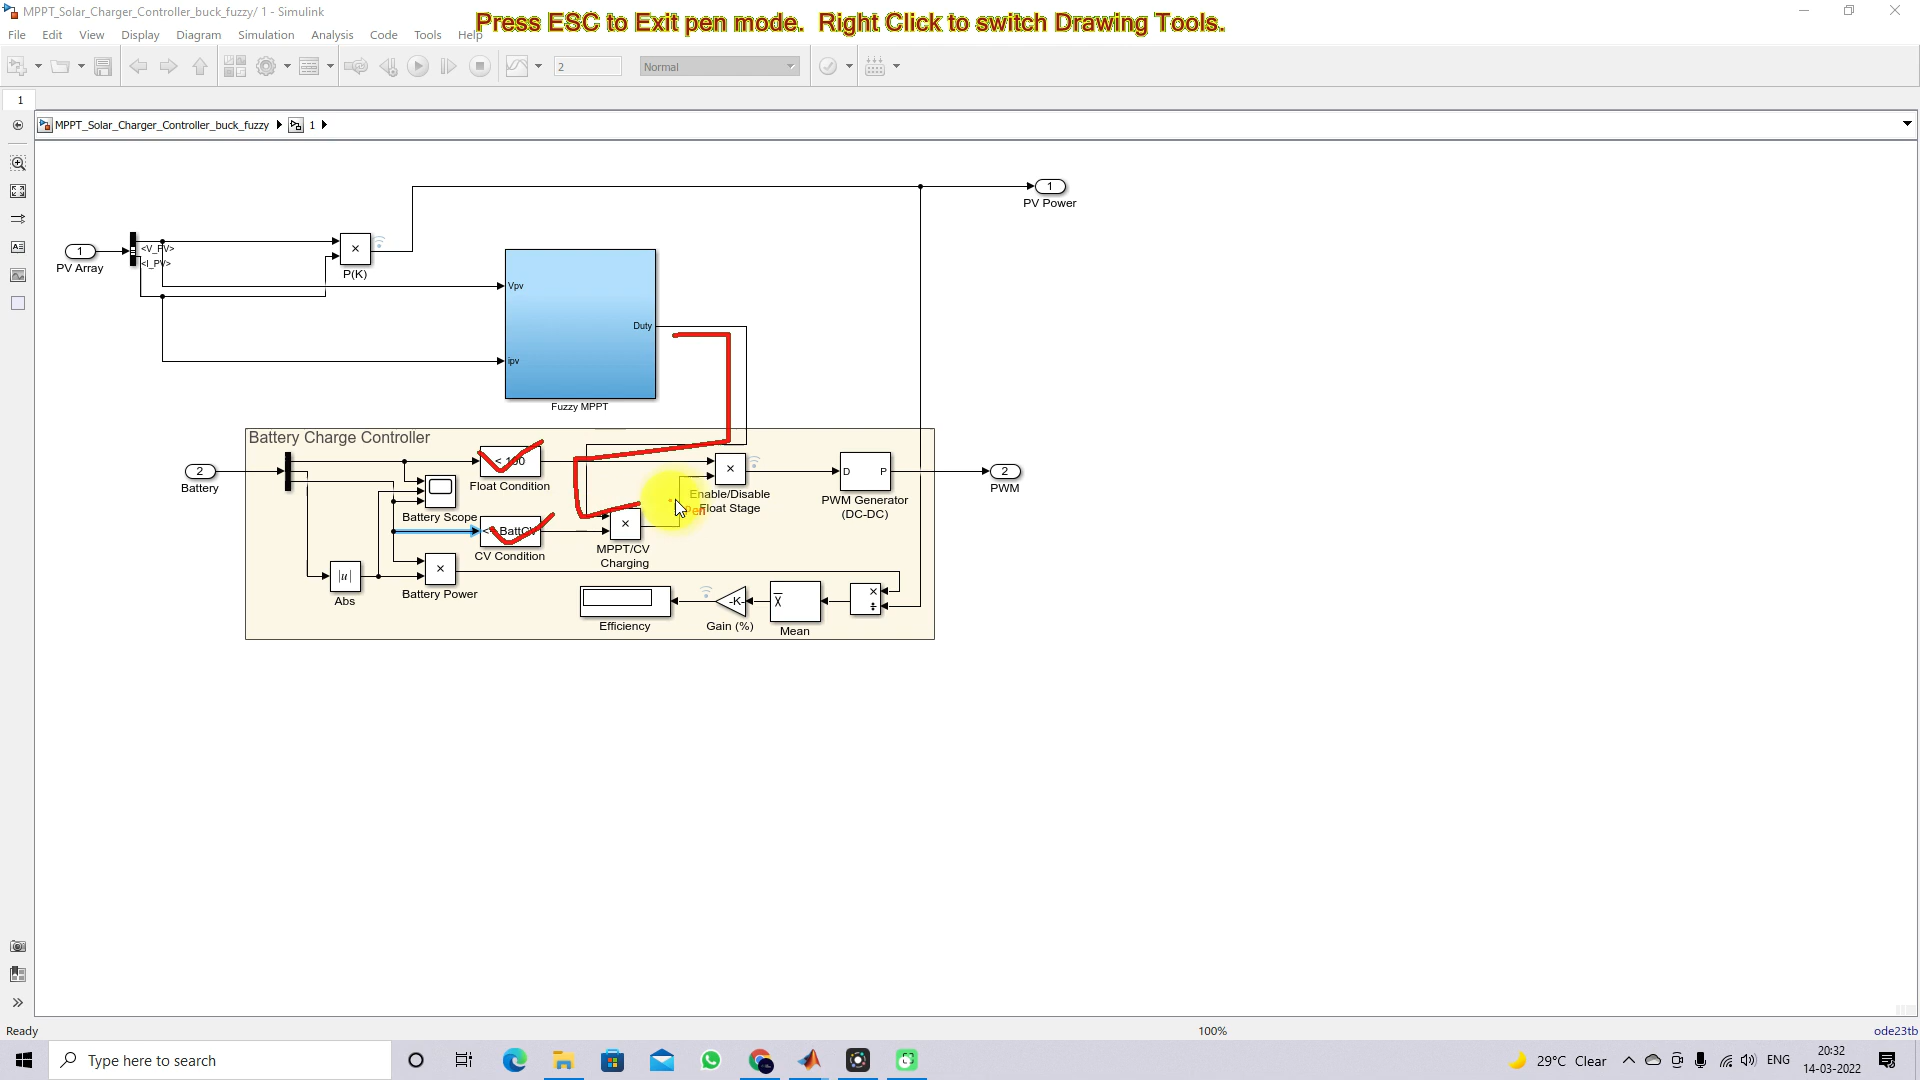 MPPT_Solar_Charger_Controller_buck_fuzzy/ 1 - Simulink
Press ESC to Exit pen mode. Right Click to switch Drawing Tools.
File Edit View Display Diagram Simulation Analysis Code Tools Help
2 Normal
1
MPPT_Solar_Charger_Controller_buck_fuzzy 1
1
PV Power
1
PV Array
<V_PV>
<I_PV>
P(K)
Vpv
Duty
ipv
Fuzzy MPPT
Battery Charge Controller
2
Battery
< 100
Float Condition
Battery Scope
Enable/Disable
Float Stage
D P
PWM Generator
(DC-DC)
2
PWM
CV Condition
MPPT/CV
Charging
|u|
Abs
Battery Power
Efficiency
-K-
Gain (%)
Mean
Ready
100%
ode23tb
Type here to search
29°C Clear
ENG
20:32
14-03-2022